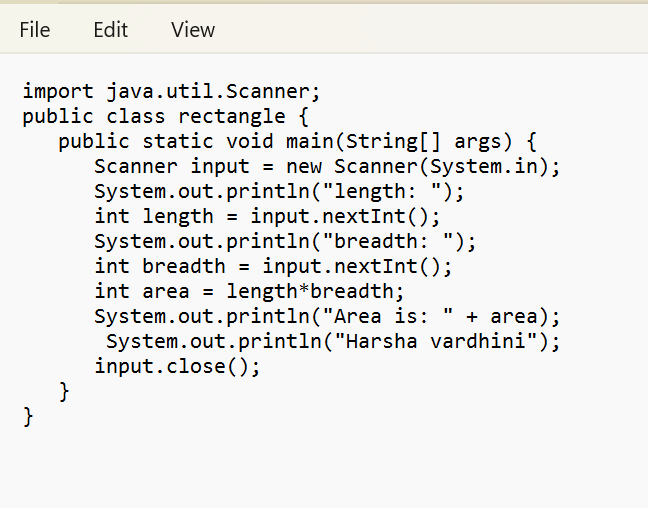 File Edit View
import java.util.Scanner;
public class rectangle {
   public static void main(String[] args) {
      Scanner input = new Scanner(System.in);
      System.out.println("length: ");
      int length = input.nextInt();
      System.out.println("breadth: ");
      int breadth = input.nextInt();
      int area = length*breadth;
      System.out.println("Area is: " + area);
       System.out.println("Harsha vardhini");
      input.close();
   }
}